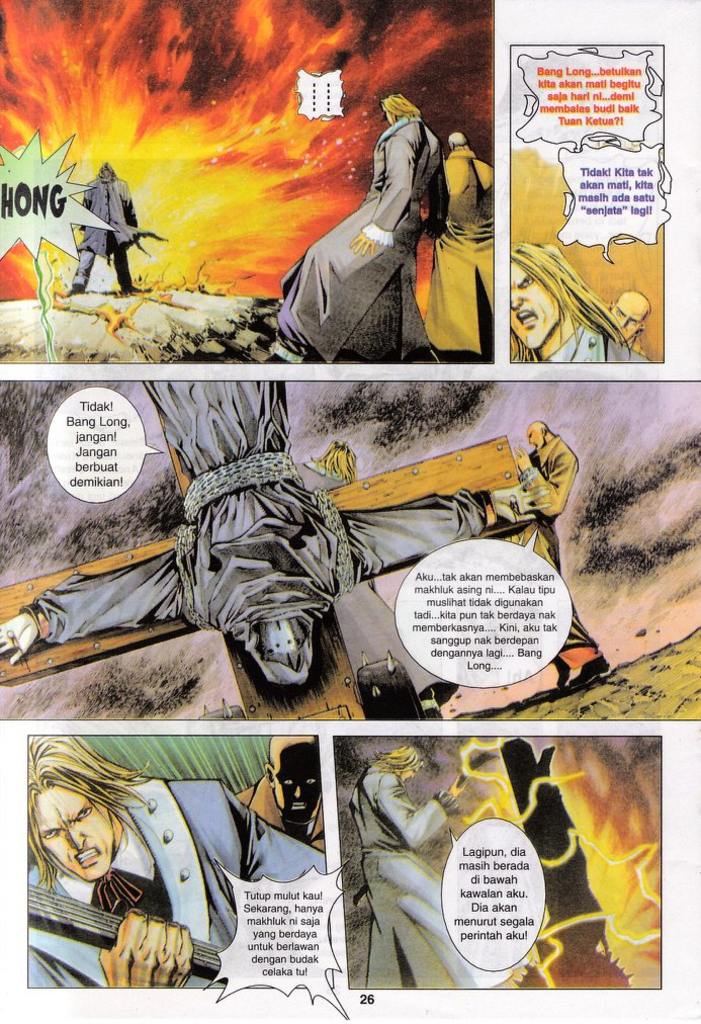 HONG
Bang Long...betulkan
kita akan mati begitu
saja hari ni...demi
membalas budi baik
Tuan Ketua?!
Tidak! Kita tak
akan mati, kita
masih ada satu
"senjata" lagi!
Tidak!
Bang Long,
jangan!
Jangan
berbuat
demikian!
Aku...tak akan membebaskan
makhluk asing ni.... Kalau tipu
muslihat tidak digunakan
tadi...kita pun tak berdaya nak
memberkasnya.... Kini, aku tak
sanggup nak berdepan
dengannya lagi.... Bang
Long....
Tutup mulut kau!
Sekarang, hanya
makhluk ni saja
yang berdaya
untuk berlawan
dengan budak
celaka tu!
Lagipun, dia
masih berada
di bawah
kawalan aku.
Dia akan
menurut segala
perintah aku!
26